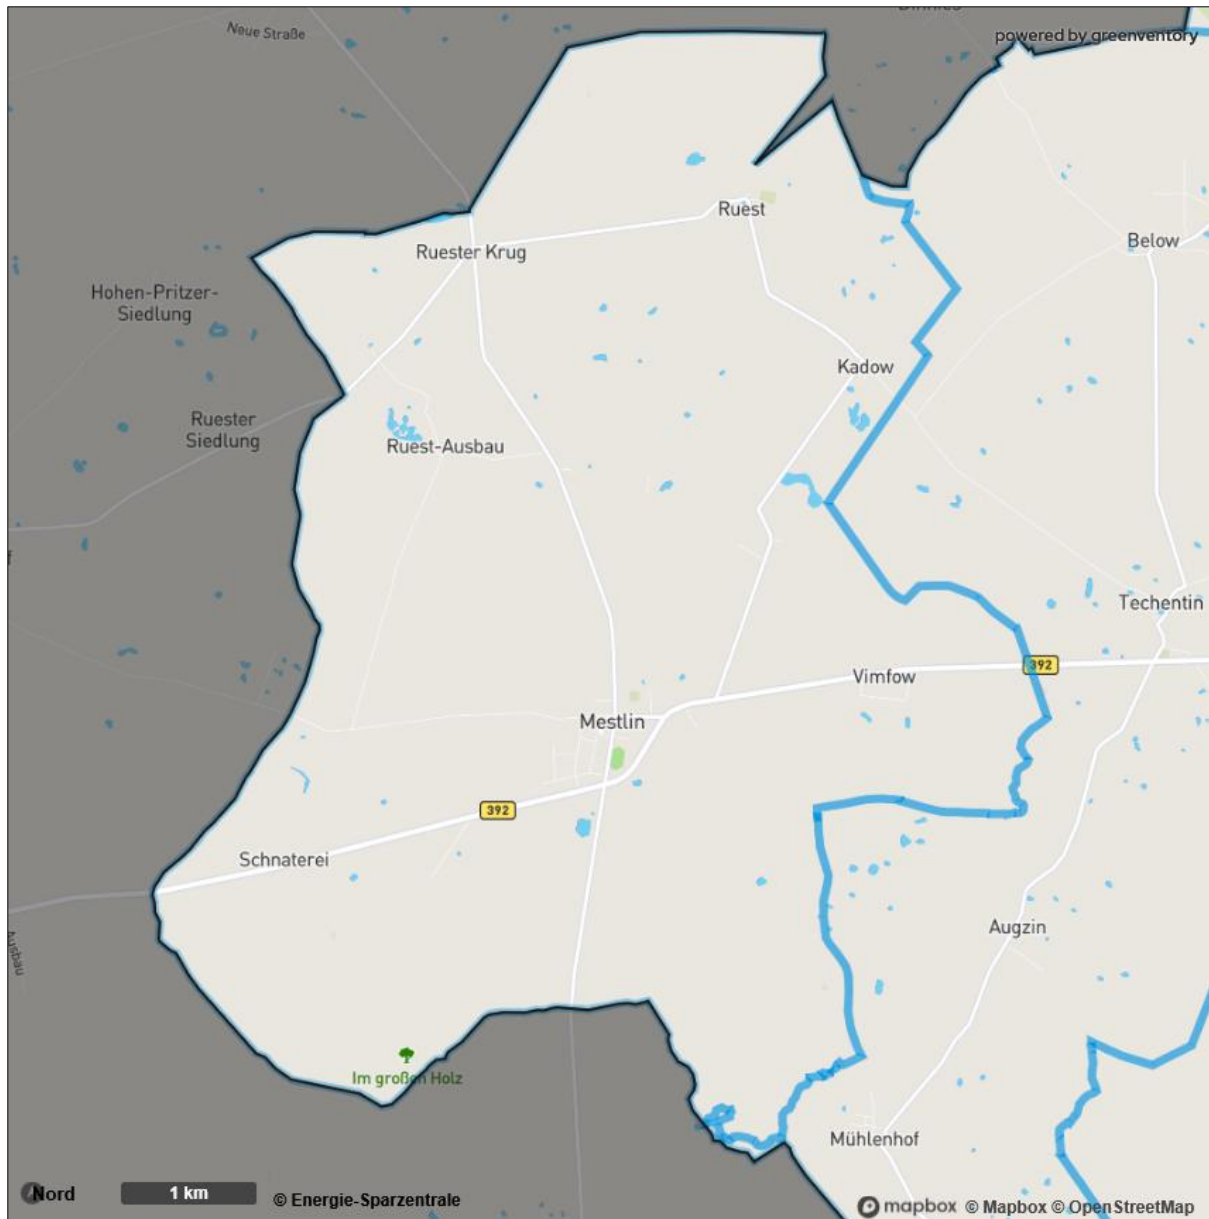 Neue Straße
powered by greenventory
Ruest
Below
Ruester Krug
Hohen-Pritzer-
Siedlung
Kadow
Ruester
Siedlung
Ruest-Ausbau
Techentin
392
Vimfow
Mestlin
392
Schnaterei
Augzin
Ausbau
Im großen Holz
Mühlenhof
Nord
1 km
© Energie-Sparzentrale
mapbox © Mapbox © OpenStreetMap